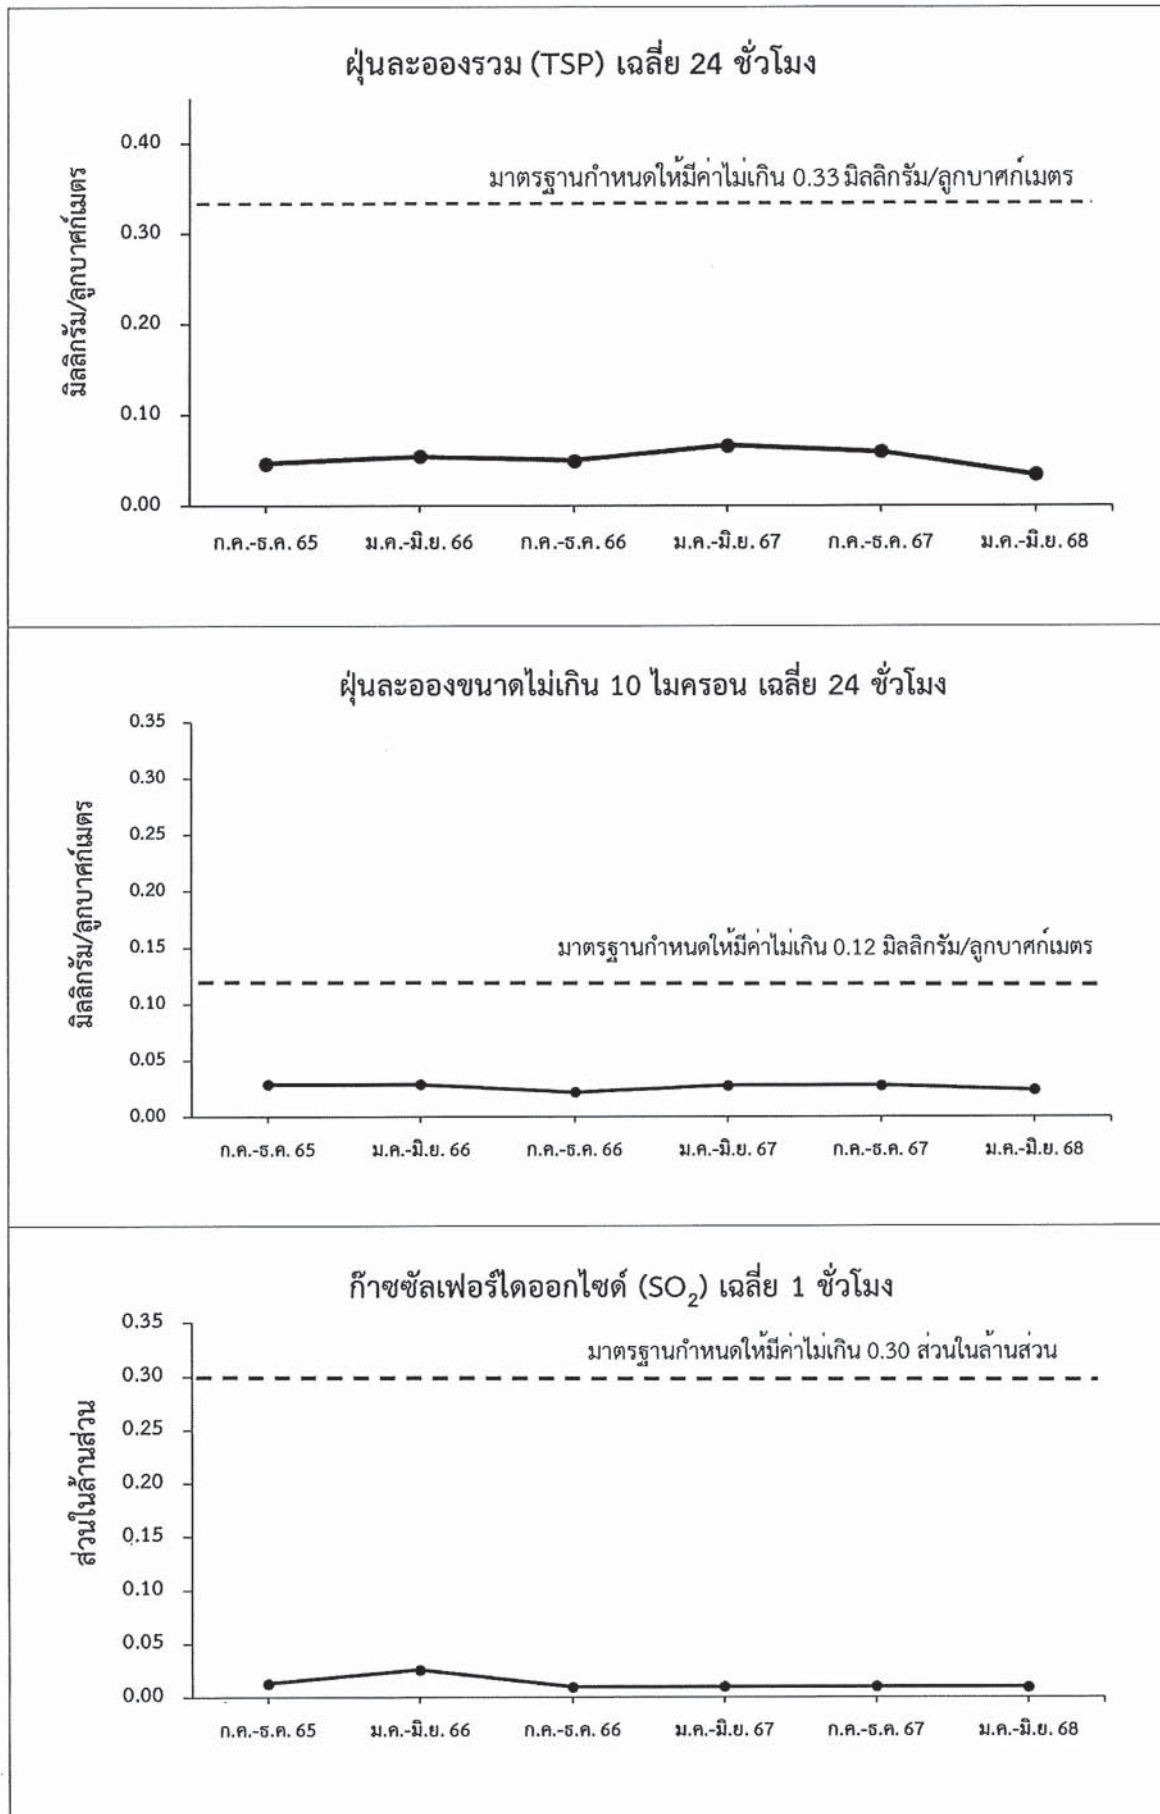 ฝุ่นละอองรวม (TSP) เฉลี่ย 24 ชั่วโมง
มิลลิกรัม/ลูกบาศก์เมตร
0.40
0.30
0.20
0.10
0.00
มาตรฐานกำหนดให้มีค่าไม่เกิน 0.33 มิลลิกรัม/ลูกบาศก์เมตร
ก.ค.-ธ.ค. 65 ม.ค.-มิ.ย. 66 ก.ค.-ธ.ค. 66 ม.ค.-มิ.ย. 67 ก.ค.-ธ.ค. 67 ม.ค.-มิ.ย. 68
ฝุ่นละอองขนาดไม่เกิน 10 ไมครอน เฉลี่ย 24 ชั่วโมง
มิลลิกรัม/ลูกบาศก์เมตร
0.35
0.30
0.25
0.20
0.15
0.10
0.05
0.00
มาตรฐานกำหนดให้มีค่าไม่เกิน 0.12 มิลลิกรัม/ลูกบาศก์เมตร
ก.ค.-ธ.ค. 65 ม.ค.-มิ.ย. 66 ก.ค.-ธ.ค. 66 ม.ค.-มิ.ย. 67 ก.ค.-ธ.ค. 67 ม.ค.-มิ.ย. 68
ก๊าซซัลเฟอร์ไดออกไซด์ (SO₂) เฉลี่ย 1 ชั่วโมง
ส่วนในล้านส่วน
0.35
0.30
0.25
0.20
0.15
0.10
0.05
0.00
มาตรฐานกำหนดให้มีค่าไม่เกิน 0.30 ส่วนในล้านส่วน
ก.ค.-ธ.ค. 65 ม.ค.-มิ.ย. 66 ก.ค.-ธ.ค. 66 ม.ค.-มิ.ย. 67 ก.ค.-ธ.ค. 67 ม.ค.-มิ.ย. 68